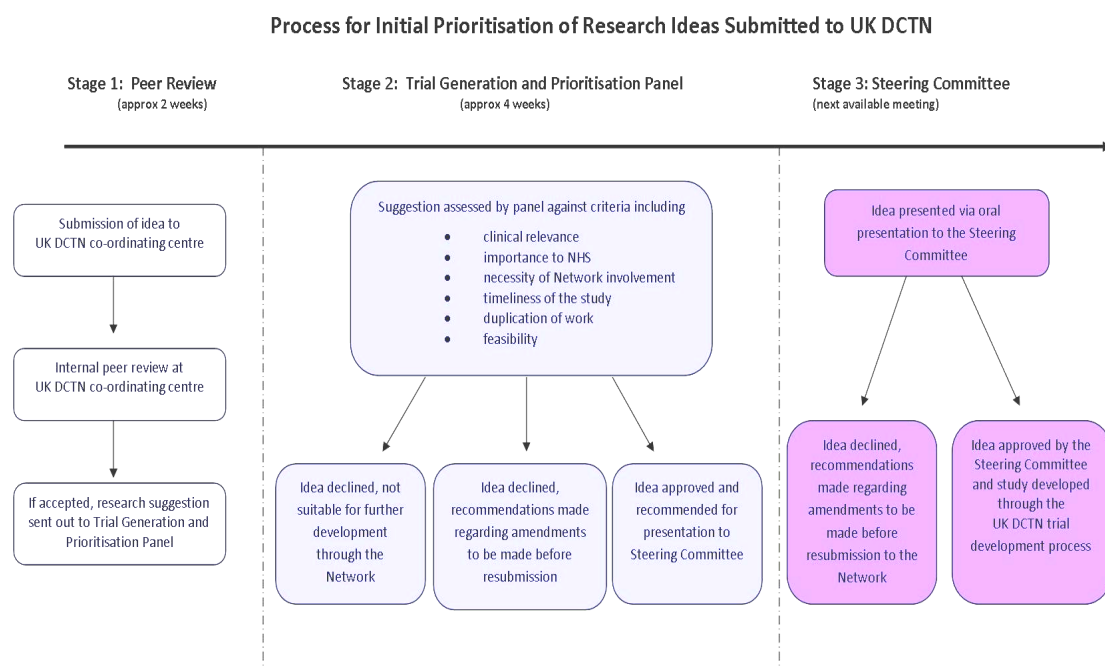 Process for Initial Prioritisation of Research Ideas Submitted to UK DCTN
Stage 1: Peer Review
(approx 2 weeks)
Stage 2: Trial Generation and Prioritisation Panel
(approx 4 weeks)
Stage 3: Steering Committee
(next available meeting)
Submission of idea to
UK DCTN co-ordinating centre
Internal peer review at
UK DCTN co-ordinating centre
If accepted, research suggestion
sent out to Trial Generation and
Prioritisation Panel
Suggestion assessed by panel against criteria including
• clinical relevance
• importance to NHS
• necessity of Network involvement
• timeliness of the study
• duplication of work
• feasibility
Idea declined, not
suitable for further
development
through the
Network
Idea declined,
recommendations made
regarding amendments
to be made before
resubmission
Idea approved and
recommended for
presentation to
Steering Committee
Idea presented via oral
presentation to the Steering
Committee
Idea declined,
recommendations
made regarding
amendments to be
made before
resubmission to the
Network
Idea approved by the
Steering Committee
and study developed
through the
UK DCTN trial
development process